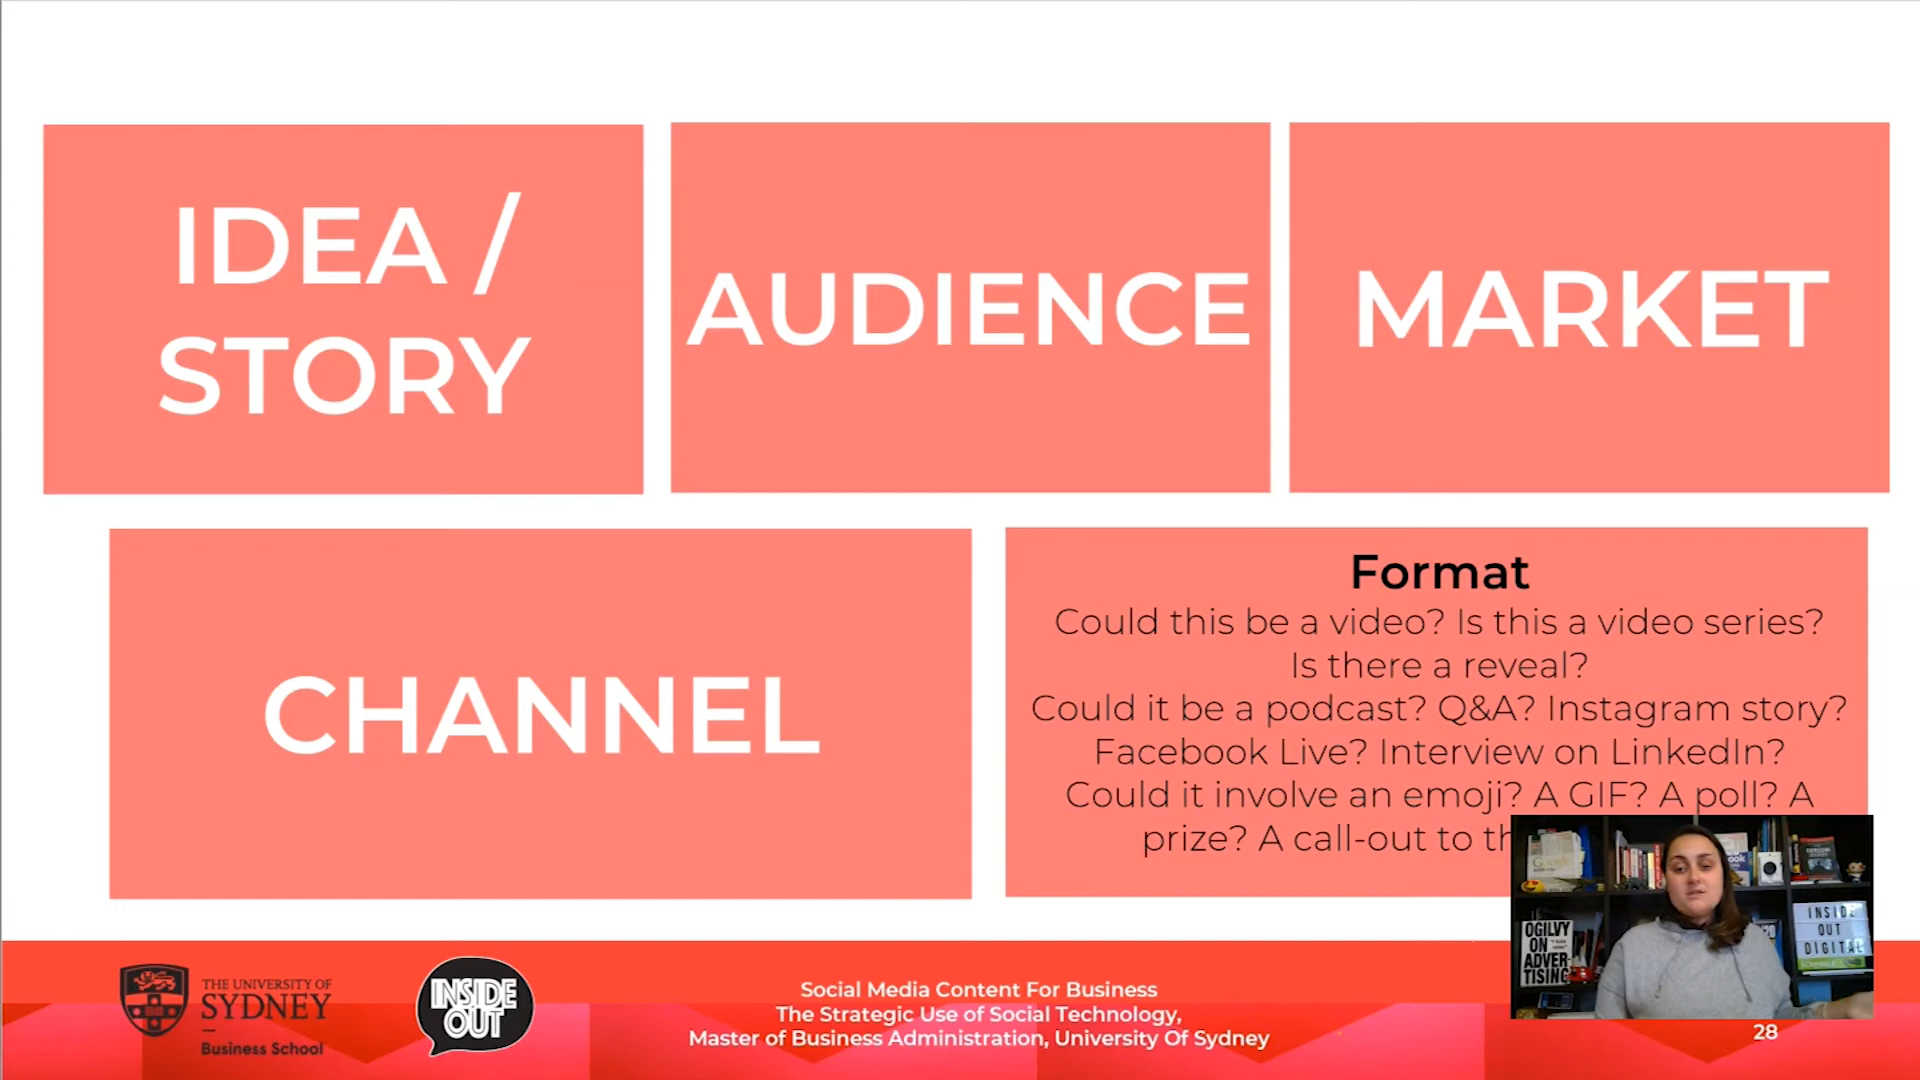 IDEA /
STORY
AUDIENCE
MARKET
CHANNEL
Format
Could this be a video? Is this a video series?
Is there a reveal?
Could it be a podcast? Q&A? Instagram story?
Facebook Live? Interview on LinkedIn?
Could it involve an emoji? A GIF? A poll? A
prize? A call-out to
OGILVY
ON
ADVER-
TISING
INSIDE
OUT
DIGITAL
THE UNIVERSITY OF
SYDNEY
Business School
INSIDE
OUT
Social Media Content For Business
The Strategic Use of Social Technology,
Master of Business Administration, University Of Sydney
28